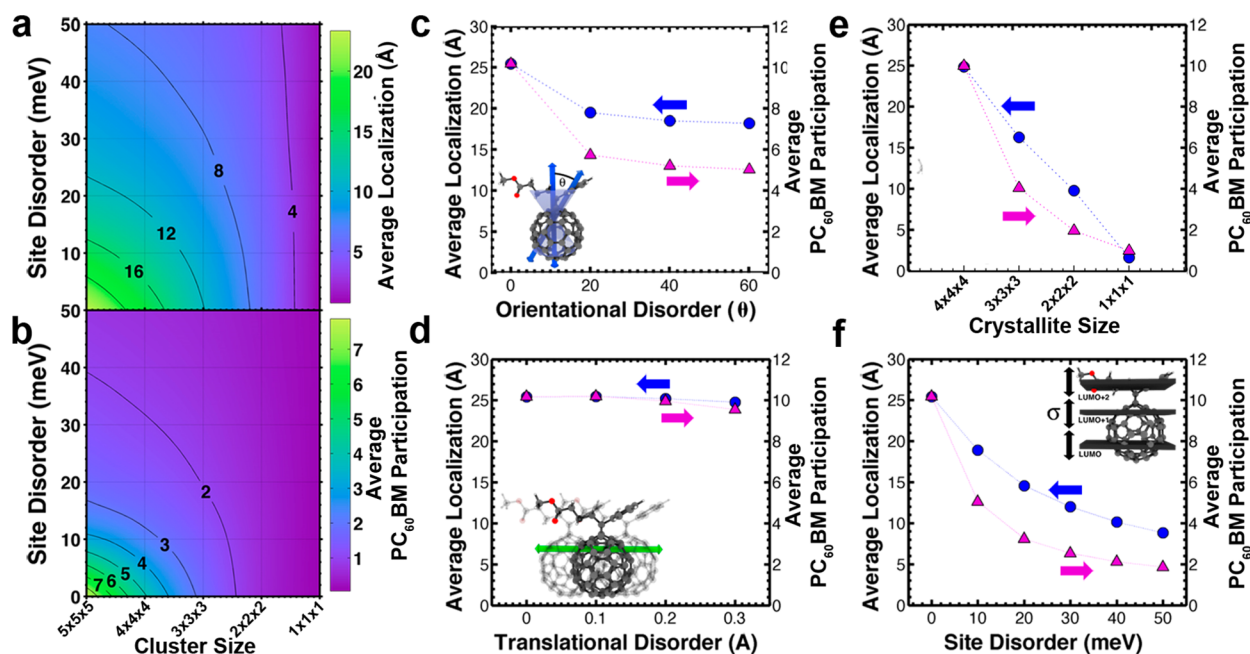 a
Site Disorder (meV)
50
40
30
20
10
8
4
12
16
Average Localization (Å)
20
15
10
5
b
Site Disorder (meV)
50
50
40
30
20
10
0
2
3
4
5
6
7
5x5x5
4x4x4
3x3x3
2x2x2
1x1x1
Cluster Size
Average
PC60BM Participation
7
6
5
4
3
2
1
c
Average Localization (Å)
30
25
20
15
10
5
0
θ
0
20
40
60
Orientational Disorder (θ)
12
10
8
6
4
2
0
Average
PC60BM Participation
d
Average Localization (A)
30
25
20
15
10
5
0
0
0.1
0.2
0.3
Translational Disorder (A)
12
10
8
6
4
2
0
Average
PC60BM Participation
e
Average Localization (Å)
30
25
20
15
10
5
0
4x4x4
3x3x3
2x2x2
1x1x1
Crystallite Size
12
10
8
6
4
2
0
Average
PC60BM Participation
f
Average Localization (A)
30
25
20
15
10
5
0
σ
LUMO+2
LUMO+1
LUMO
0
10
20
30
40
50
Site Disorder (meV)
12
10
8
6
4
2
0
Average
PC60BM Participation